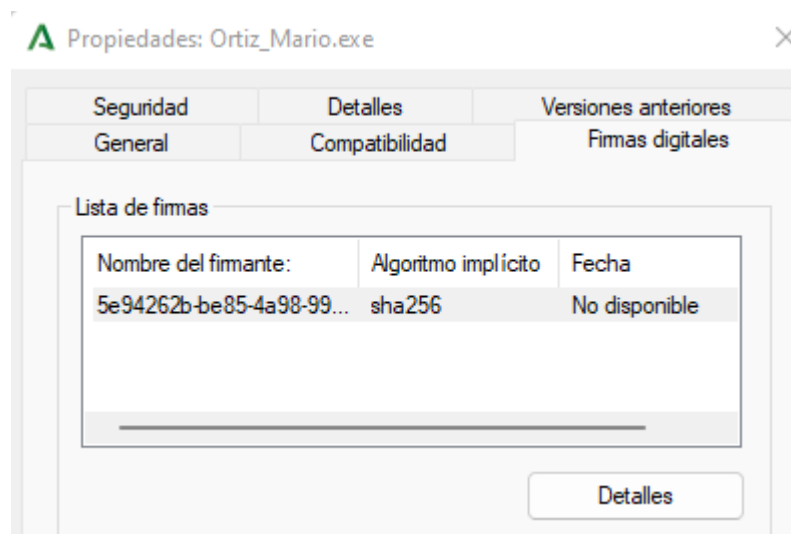 Propiedades: Ortiz_Mario.exe
Seguridad Detalles Versiones anteriores
General Compatibilidad Firmas digitales
Lista de firmas
Nombre del firmante: Algoritmo implícito Fecha
5e94262b-be85-4a98-99... sha256 No disponible
Detalles